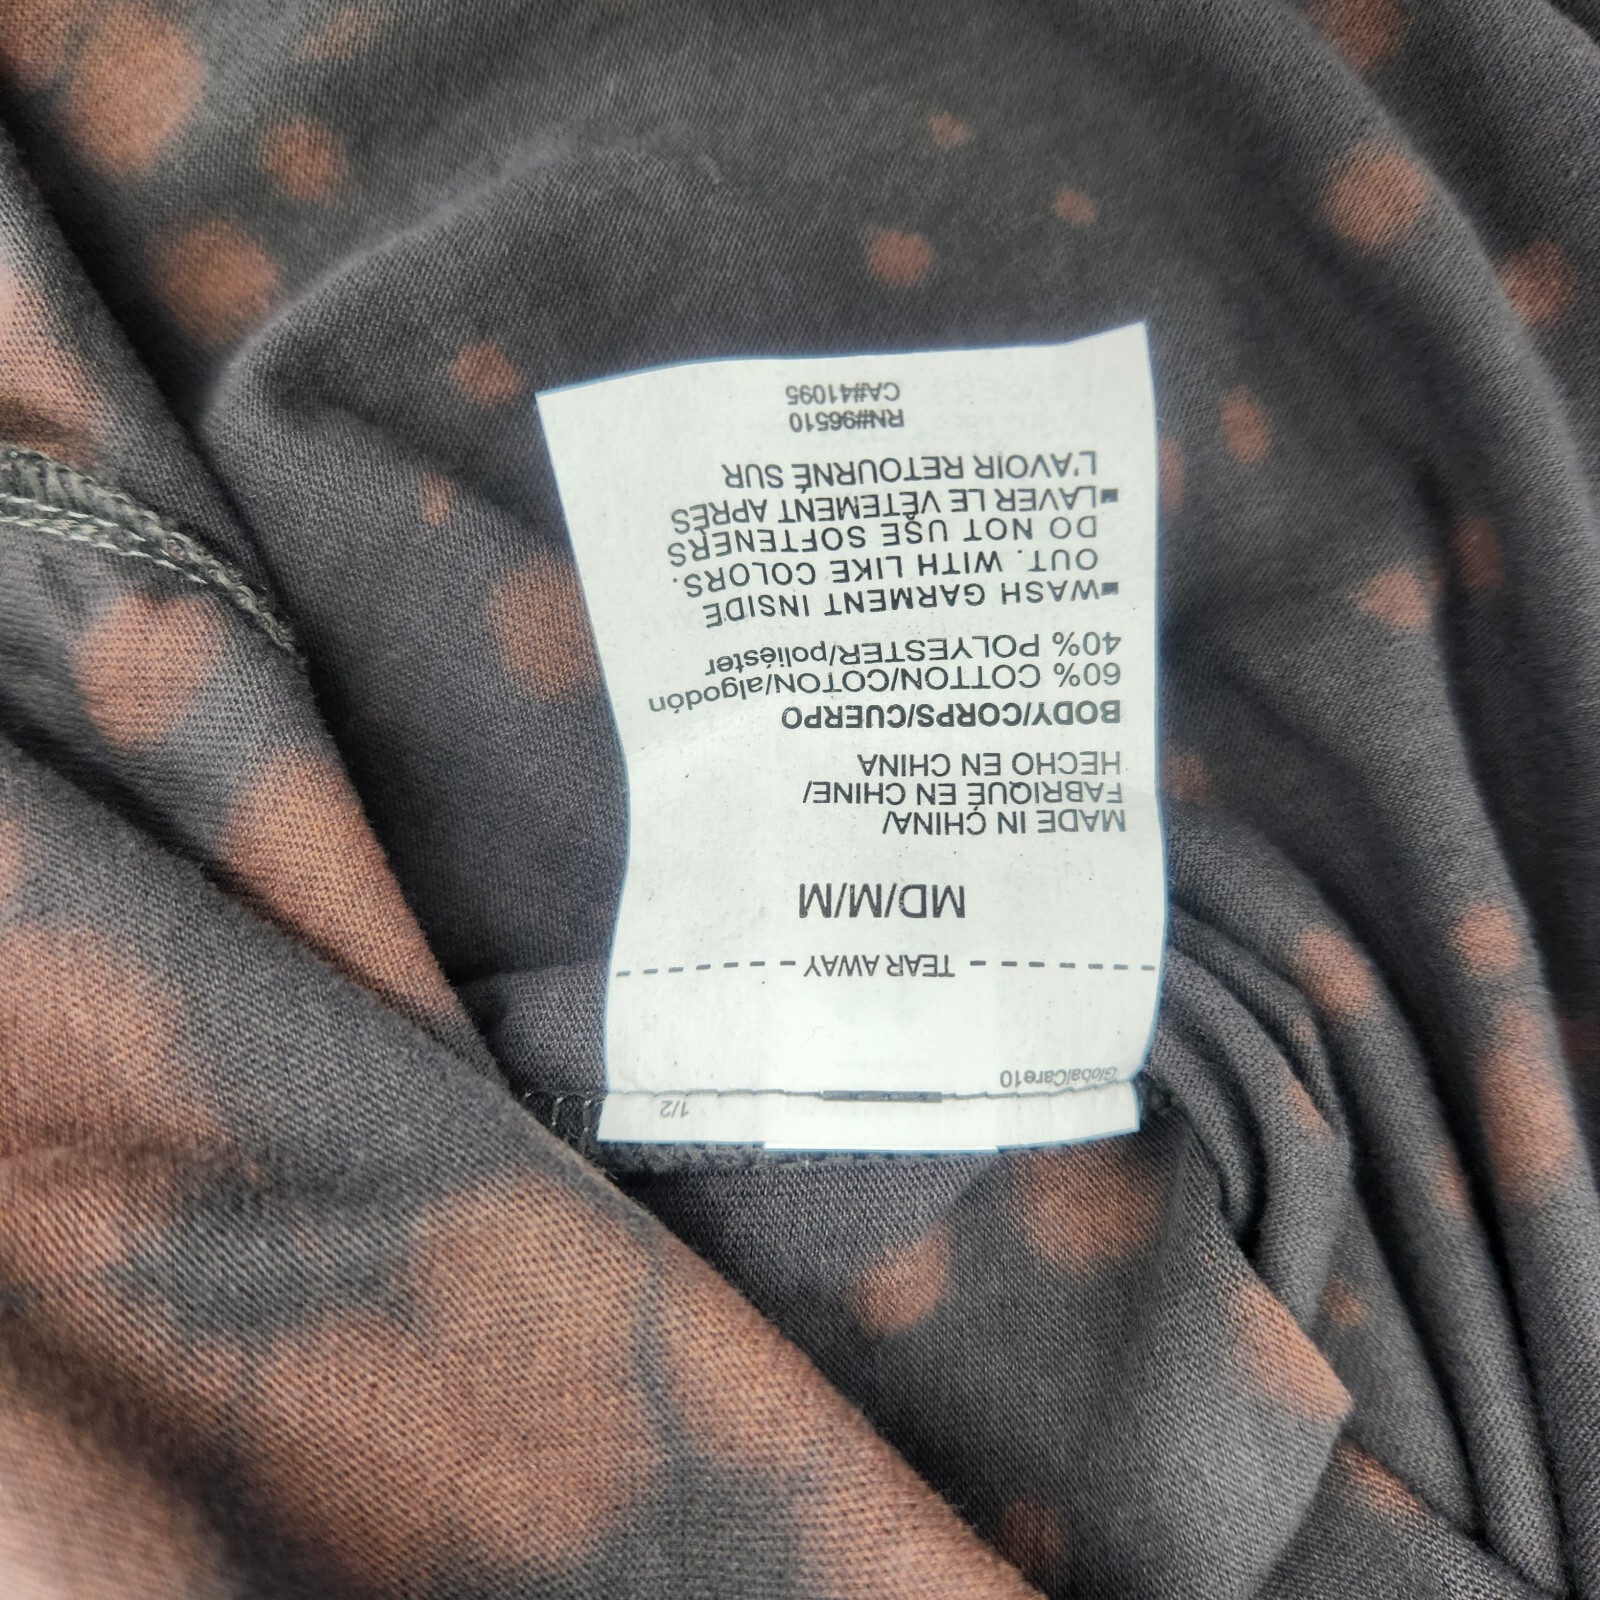 1/2
GlobalCare10
TEAR AWAY
MD/M/M
MADE IN CHINA/
FABRIQUÉ EN CHINE/
HECHO EN CHINA
BODY/CORPS/CUERPO
60% COTTON/COTON/algodón
40% POLYESTER/poliéster
▪WASH GARMENT INSIDE
OUT. WITH LIKE COLORS.
DO NOT USE SOFTENERS
▪LAVER LE VÊTEMENT APRÈS
L'AVOIR RETOURNÉ SUR
RN#96510
CA#41095